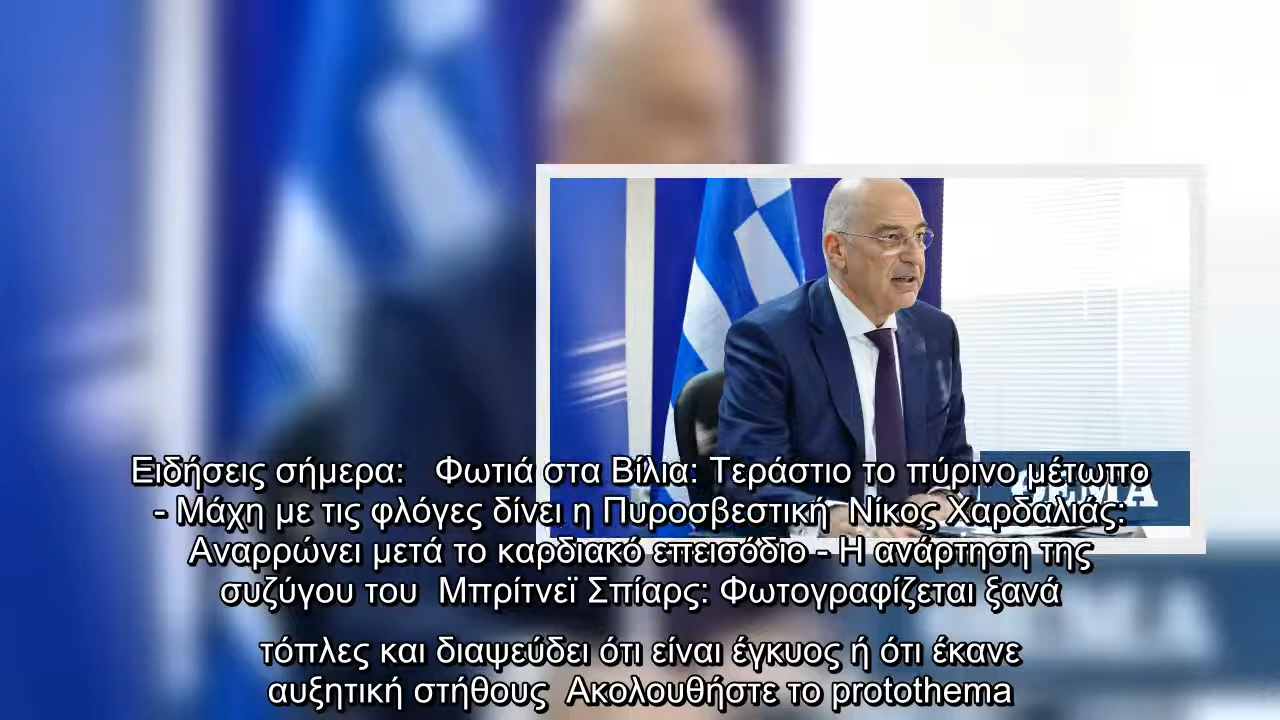 Ειδήσεις σήμερα: Φωτιά στα Βίλια: Τεράστιο το πύρινο μέτωπο
- Μάχη με τις φλόγες δίνει η Πυροσβεστική Νίκος Χαρδαλιάς:
Αναρρώνει μετά το καρδιακό επεισόδιο - Η ανάρτηση της
συζύγου του Μπρίτνεϊ Σπίαρς: Φωτογραφίζεται ξανά
τόπλες και διαψεύδει ότι είναι έγκυος ή ότι έκανε
αυξητική στήθους Ακολουθήστε το protothema